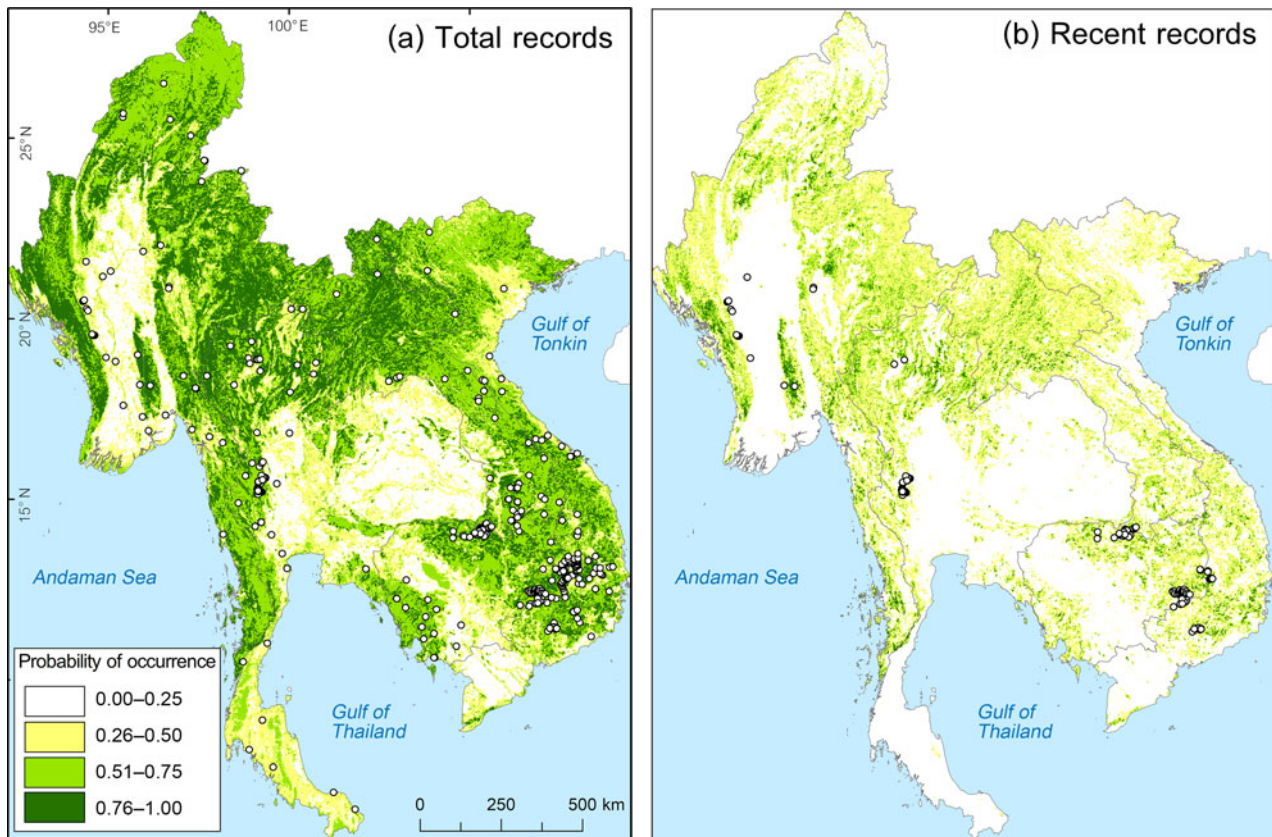 95°E
100°E
(a) Total records
(b) Recent records
25°N
20°N
15°N
Gulf of
Tonkin
Gulf of
Tonkin
Andaman Sea
Andaman Sea
Gulf of
Thailand
Gulf of
Thailand
Probability of occurrence
0.00–0.25
0.26–0.50
0.51–0.75
0.76–1.00
0 250 500 km